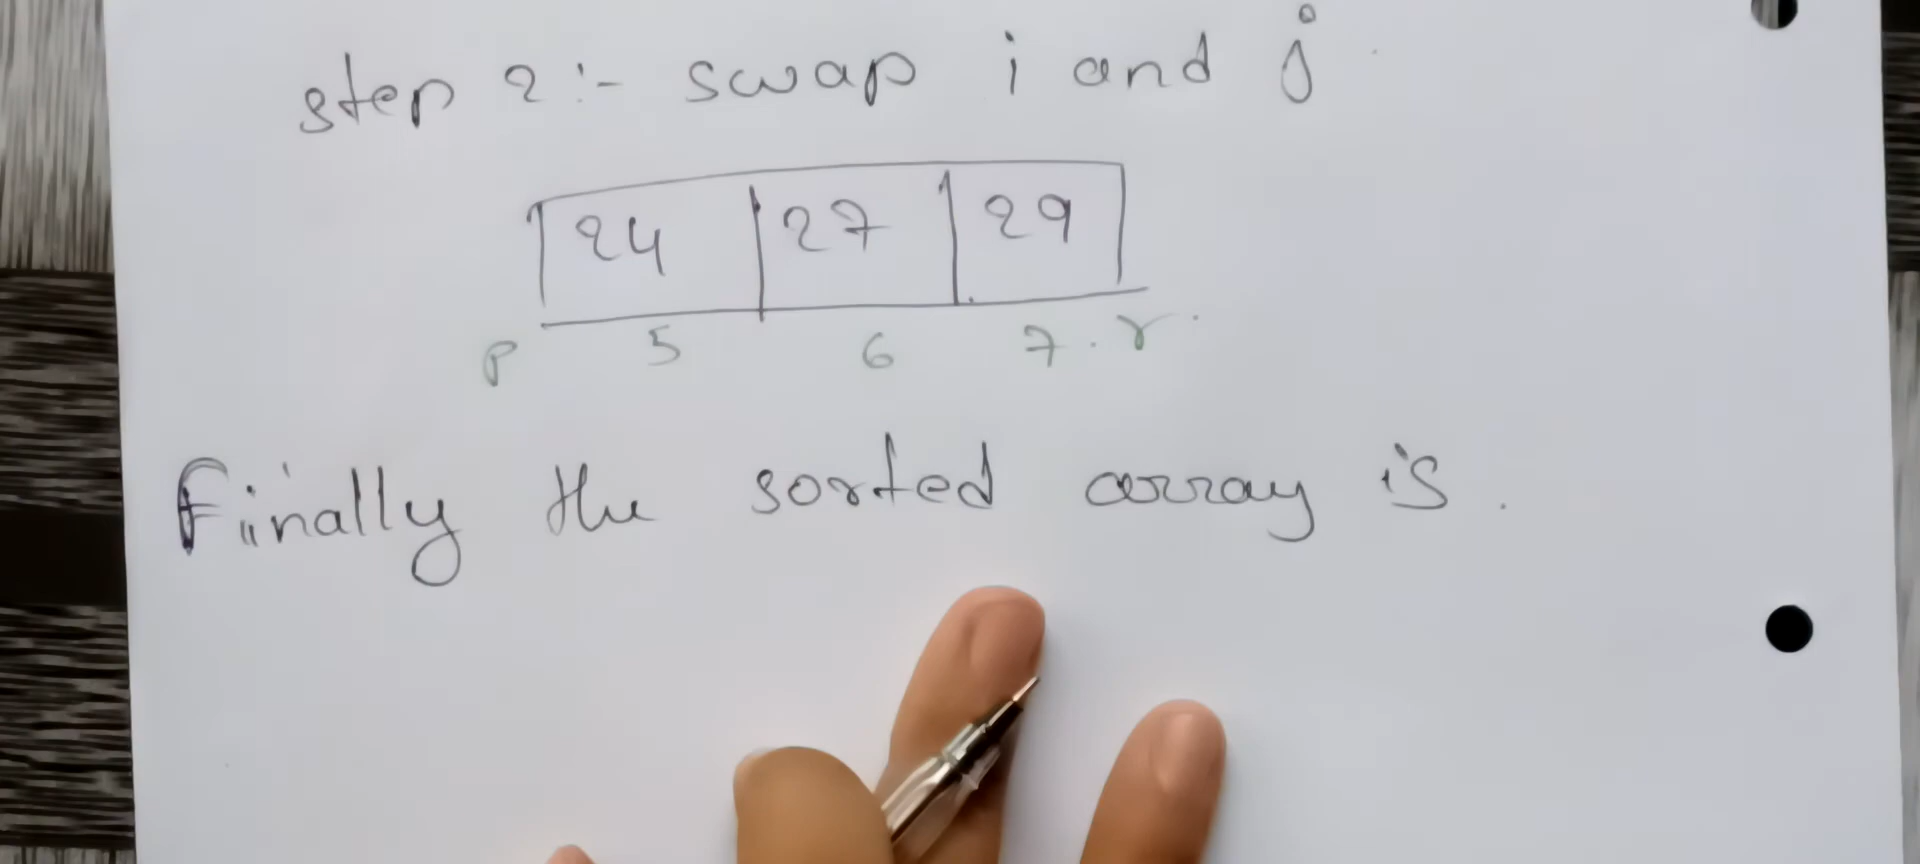 step 2:- swap i and j
24 27 29
P 5 6 7. r.
Finally the sorted array is.